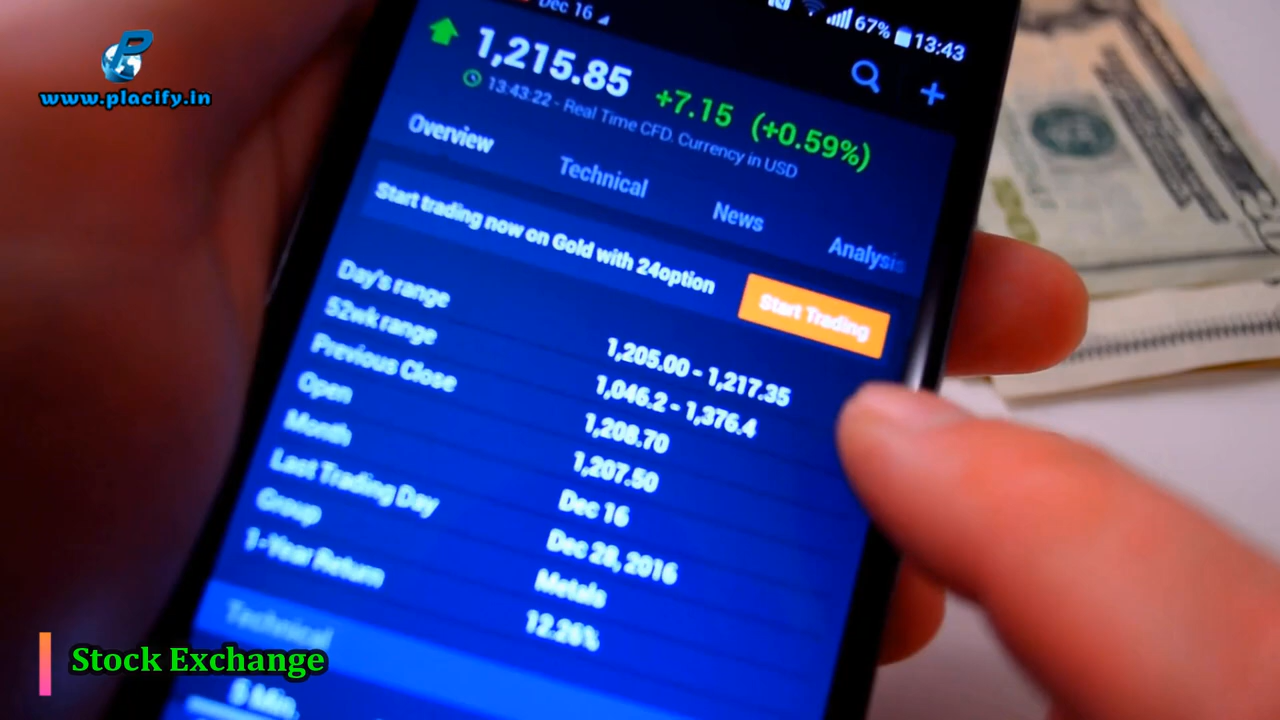 www.placify.in
Dec 16
67% 13:43
1,215.85 +7.15 (+0.59%)
13:43:22 - Real Time CFD. Currency in USD
Overview Technical News Analysis
Start trading now on Gold with 24option Start Trading
Day's range 1,205.00 - 1,217.35
52wk range 1,046.2 - 1,376.4
Previous Close 1,208.70
Open 1,207.50
Month Dec 16
Last Trading Day Dec 28, 2016
Group Metals
1-Year Return 12.26%
Technical
5 Min.
Stock Exchange